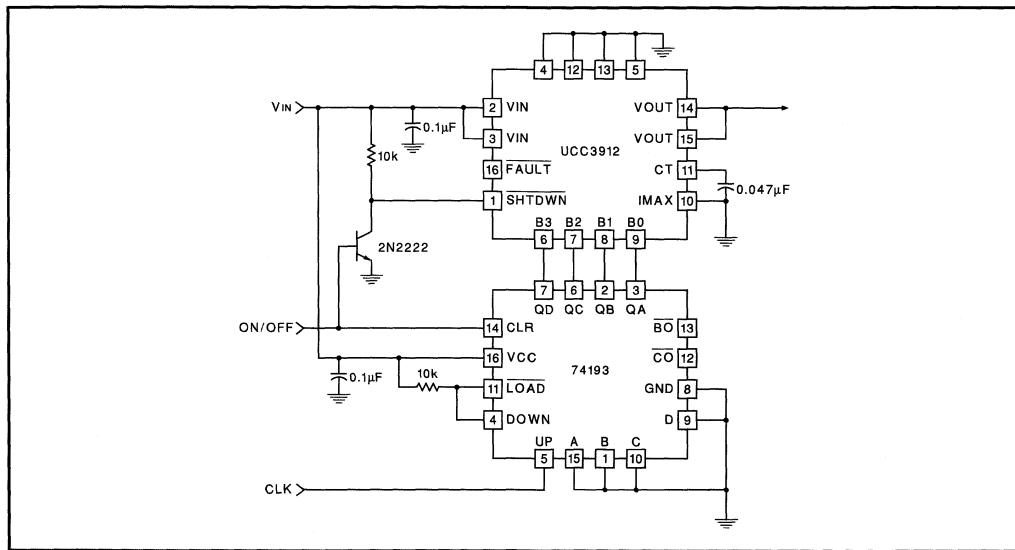 4 12 13 5
VIN
2 VIN
VOUT 14
0.1µF
3 VIN
VOUT 15
UCC3912
10k
16 FAULT
CT 11
0.047µF
1 SHTDWN
IMAX 10
B3 B2 B1 B0
6 7 8 9
2N2222
7 6 2 3
QD QC QB QA
ON/OFF
14 CLR
BO 13
16 VCC
CO 12
0.1µF
10k
74193
11 LOAD
GND 8
4 DOWN
D 9
UP A B C
5 15 1 10
CLK